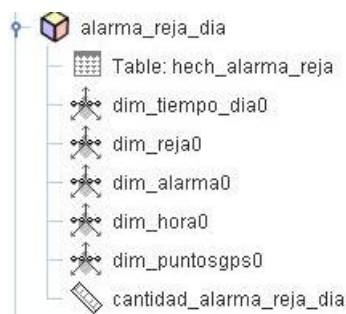 alarma_reja_dia
Table: hech_alarma_reja
dim_tiempo_dia0
dim_reja0
dim_alarma0
dim_hora0
dim_puntosgps0
cantidad_alarma_reja_dia